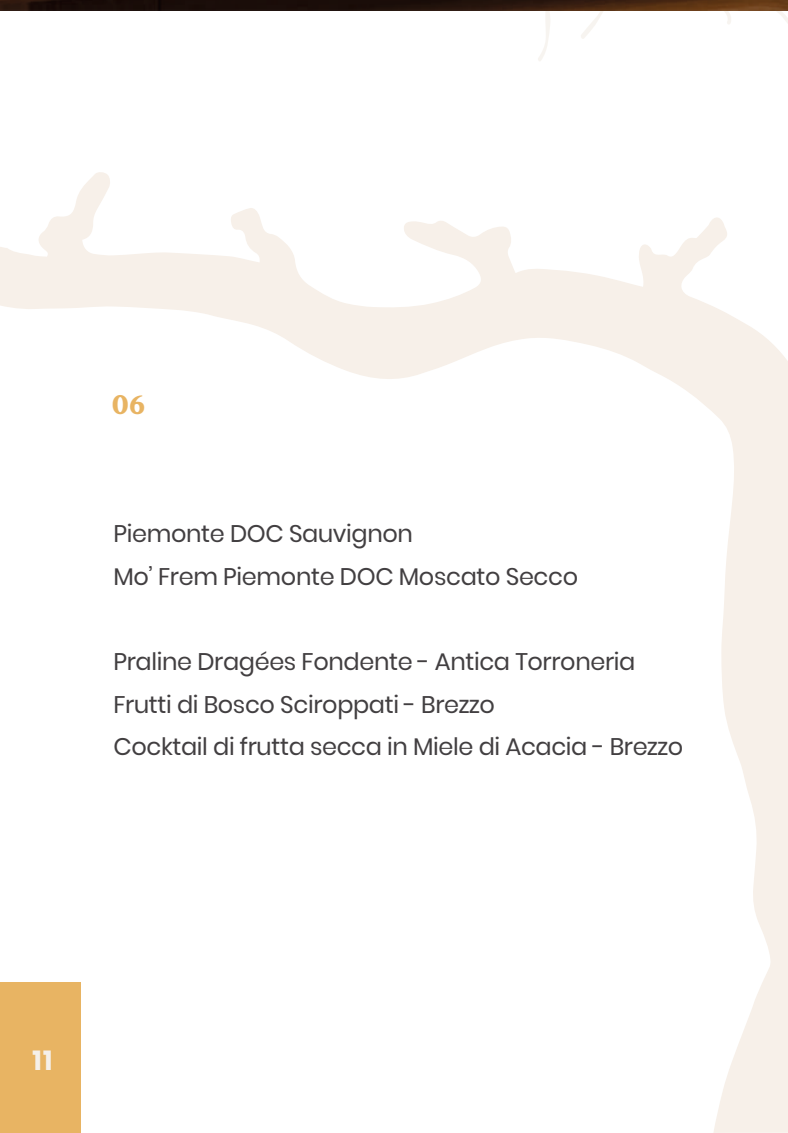 06
Piemonte DOC Sauvignon
Mo’ Frem Piemonte DOC Moscato Secco
Praline Dragées Fondente - Antica Torroneria
Frutti di Bosco Sciroppati - Brezzo
Cocktail di frutta secca in Miele di Acacia - Brezzo
11